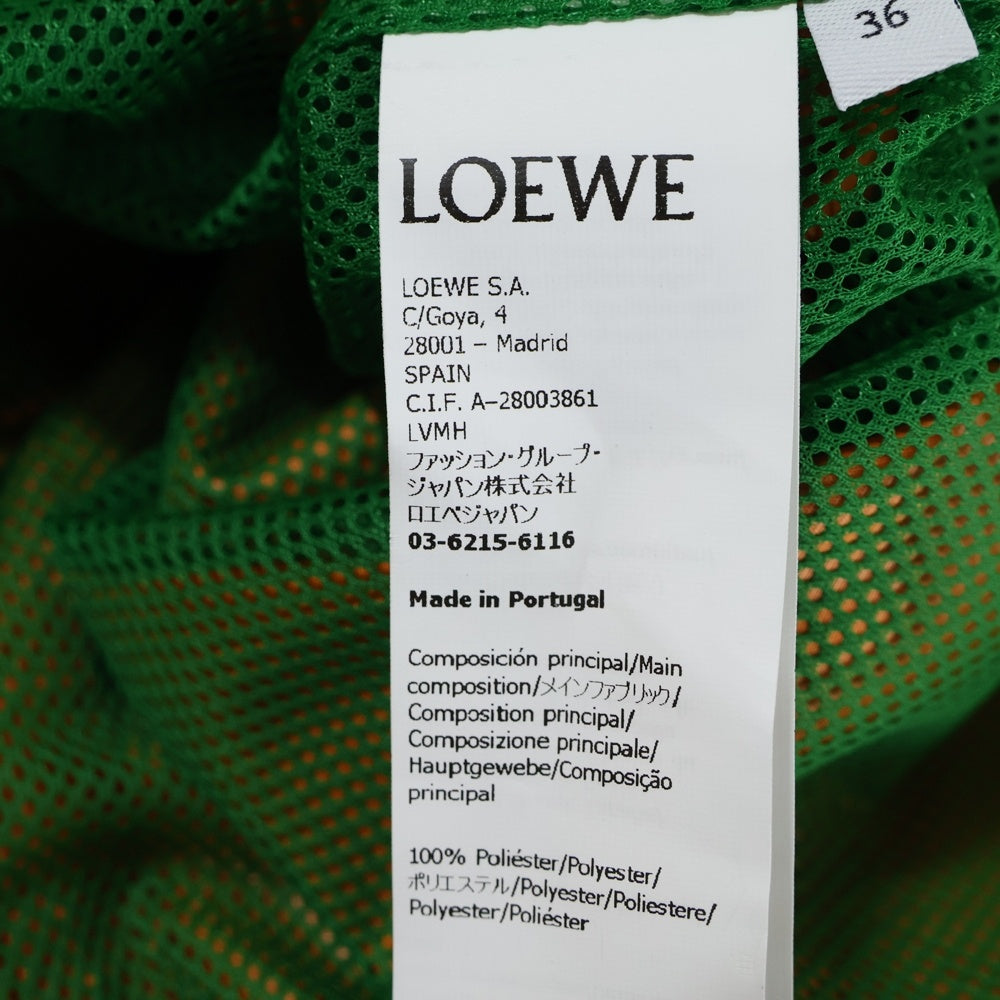 36
LOEWE
LOEWE S.A.
C/Goya, 4
28001 – Madrid
SPAIN
C.I.F. A–28003861
LVMH
ファッション・グループ・
ジャパン株式会社
ロエベジャパン
03-6215-6116
Made in Portugal
Composición principal/Main
composition/メインファブリック/
Composition principal/
Composizione principale/
Hauptgewebe/Composição
principal
100% Poliéster/Polyester/
ポリエステル/Polyester/Poliestere/
Polyester/Poliéster